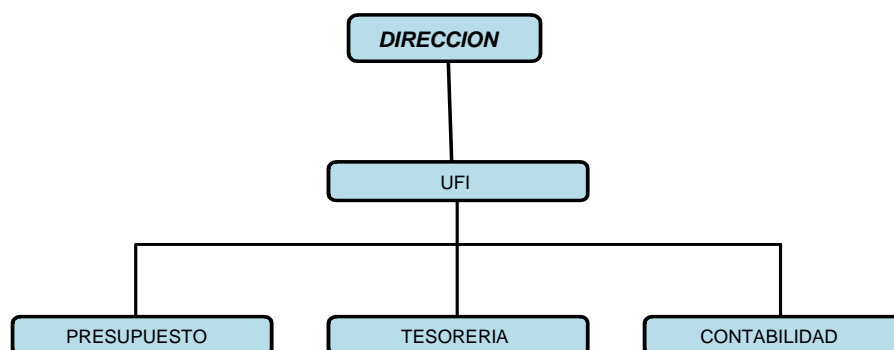 DIRECCION
UFI
PRESUPUESTO
TESORERIA
CONTABILIDAD